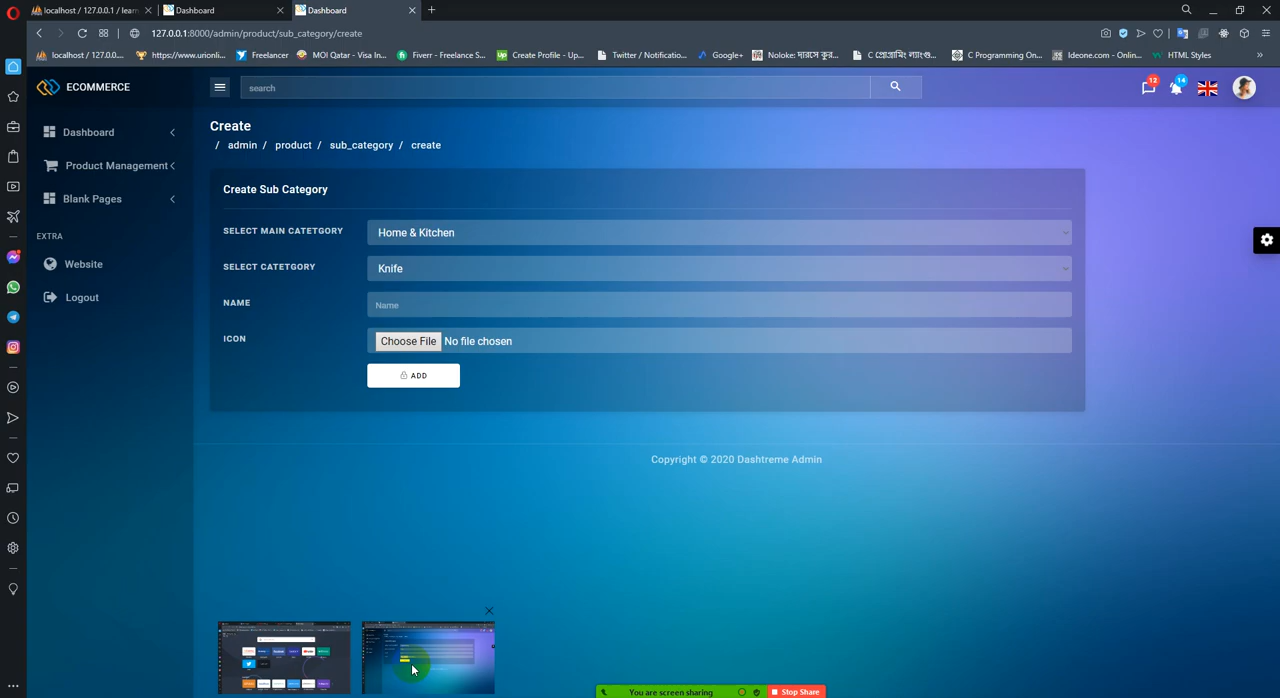 localhost / 127.0.0.1 / learn
Dashboard
Dashboard
127.0.0.1:8000/admin/product/sub_category/create
localhost / 127.0.0....
https://www.urionli...
Freelancer
MOI Qatar - Visa In...
Fiverr - Freelance S...
Create Profile - Up...
Twitter / Notificatio...
Google+
C Programming On...
Ideone.com - Onlin...
HTML Styles
ECOMMERCE
search
12
14
Dashboard
Product Management
Blank Pages
EXTRA
Website
Logout
Create
/ admin / product / sub_category / create
Create Sub Category
SELECT MAIN CATETGORY
Home & Kitchen
SELECT CATETGORY
Knife
NAME
Name
ICON
Choose File No file chosen
ADD
Copyright © 2020 Dashtreme Admin
You are screen sharing
Stop Share